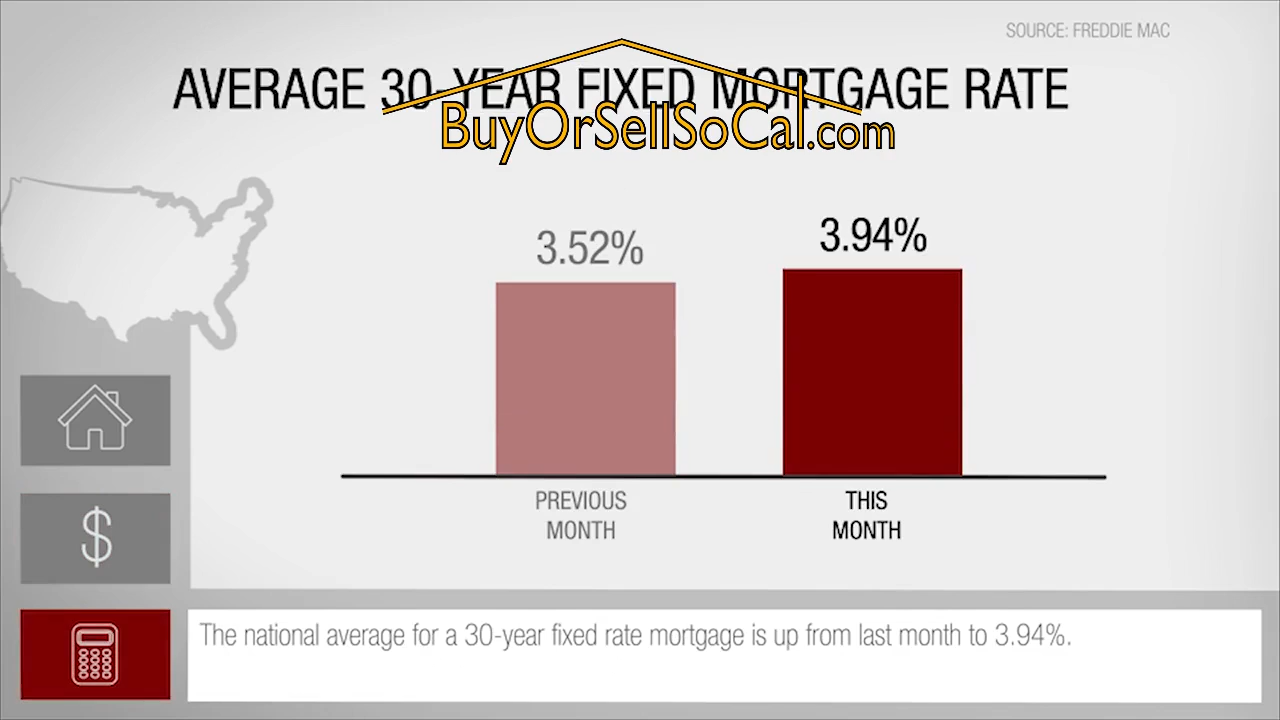 SOURCE: FREDDIE MAC
AVERAGE 30-YEAR FIXED MORTGAGE RATE
BuyOrSellSoCal.com
3.52%
3.94%
PREVIOUS
MONTH
THIS
MONTH
$
The national average for a 30-year fixed rate mortgage is up from last month to 3.94%.